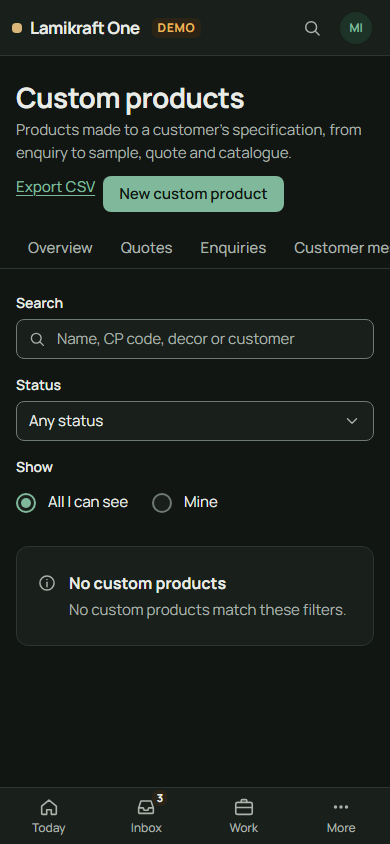 Lamikraft One DEMO MI
Custom products
Products made to a customer's specification, from
enquiry to sample, quote and catalogue.
Export CSV New custom product
Overview Quotes Enquiries Customer me
Search
Name, CP code, decor or customer
Status
Any status
Show
All I can see Mine
No custom products
No custom products match these filters.
3
Today Inbox Work More